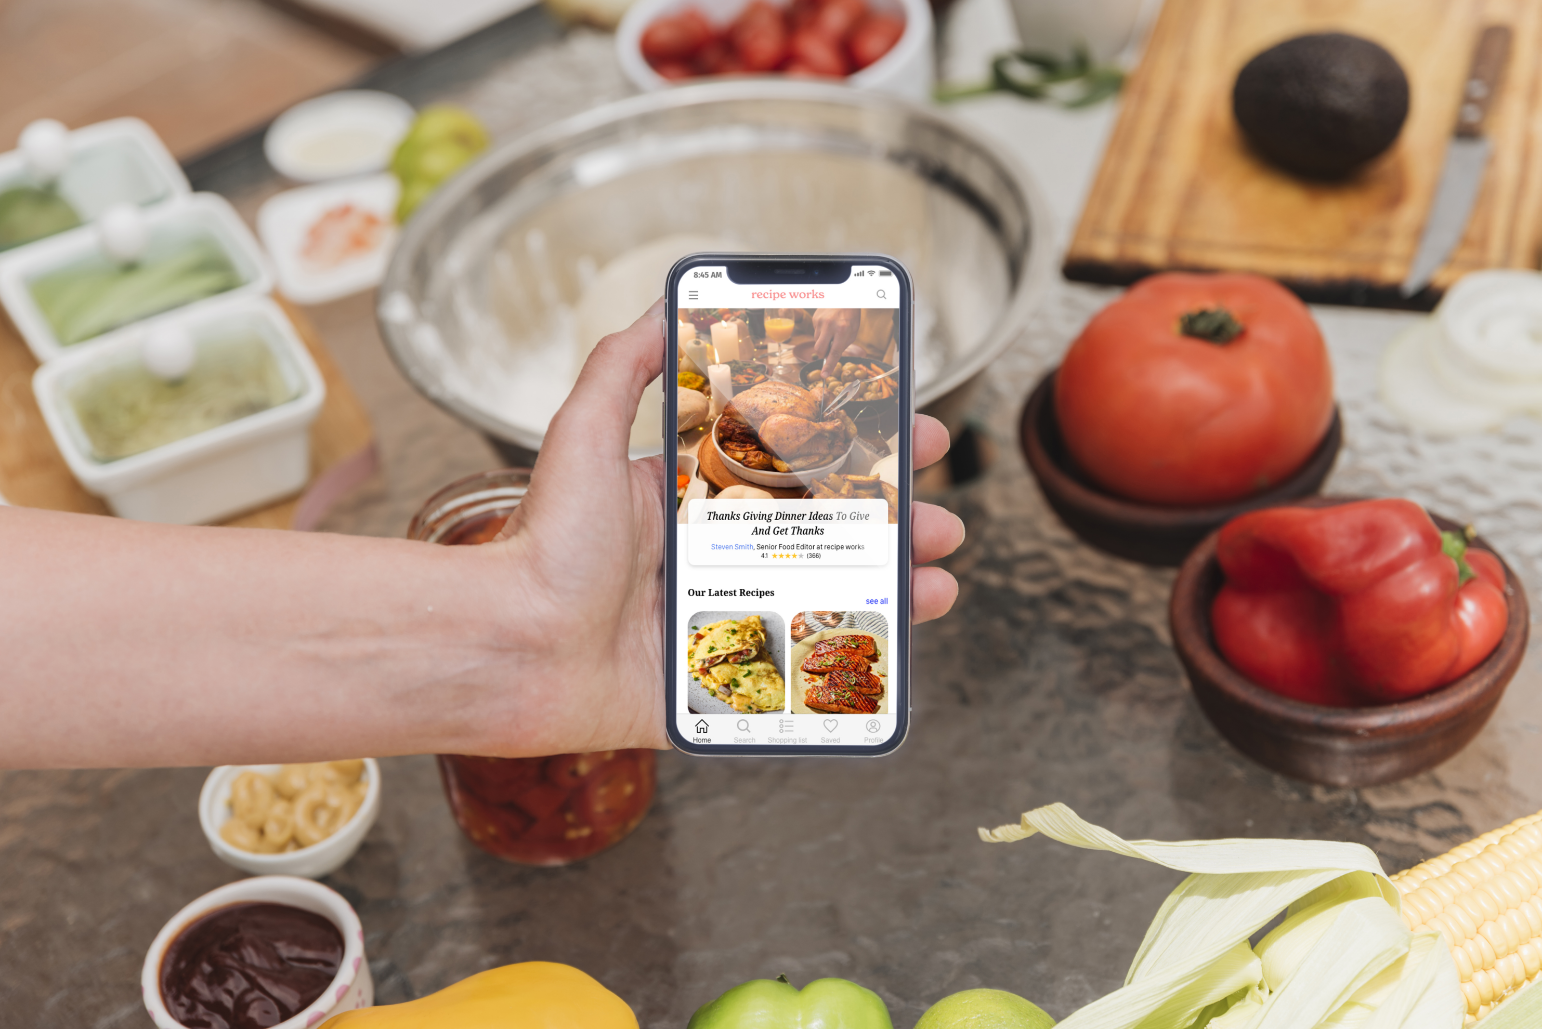 8:45 AM
recipe works
Thanks Giving Dinner Ideas To Give
And Get Thanks
Steven Smith, Senior Food Editor at recipe works
4.1 (366)
Our Latest Recipes
see all
Home Search Shopping list Saved Profile